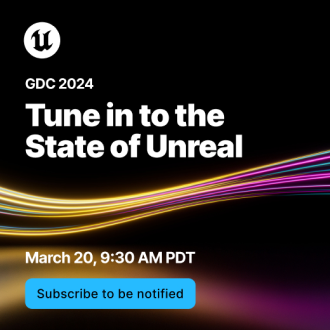 GDC 2024
Tune in to the
State of Unreal
March 20, 9:30 AM PDT
Subscribe to be notified